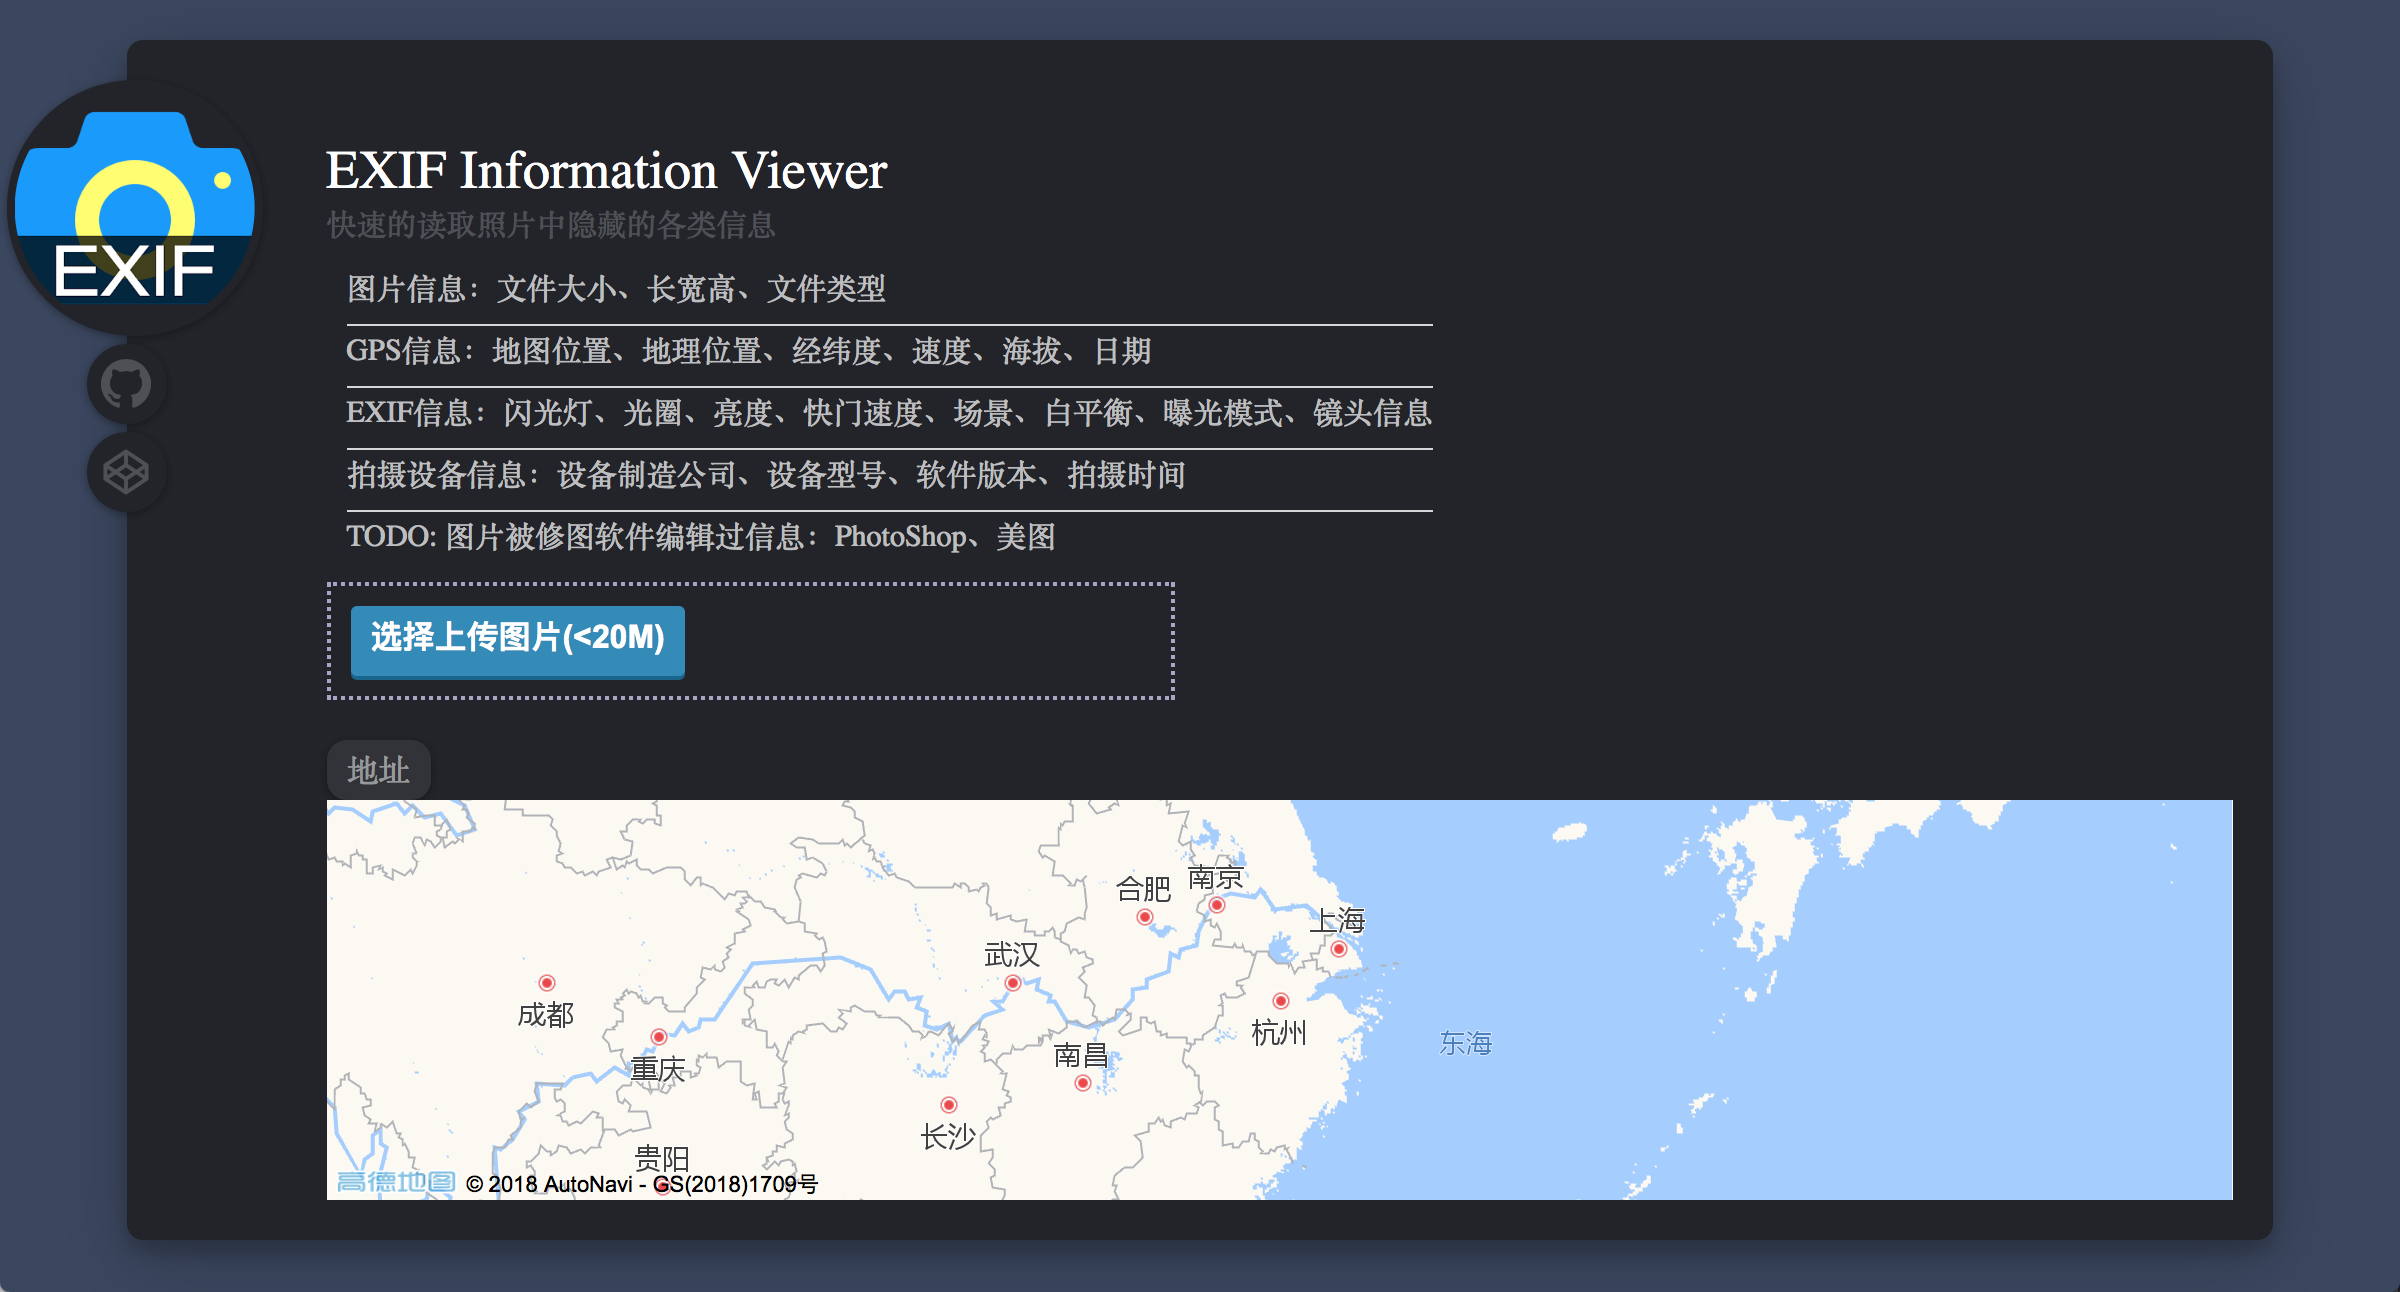 EXIF
EXIF Information Viewer
快速的读取照片中隐藏的各类信息
图片信息：文件大小、长宽高、文件类型
GPS信息：地图位置、地理位置、经纬度、速度、海拔、日期
EXIF信息：闪光灯、光圈、亮度、快门速度、场景、白平衡、曝光模式、镜头信息
拍摄设备信息：设备制造公司、设备型号、软件版本、拍摄时间
TODO: 图片被修图软件编辑过信息：PhotoShop、美图
选择上传图片(<20M)
地址
合肥
南京
上海
武汉
成都
杭州
东海
重庆
南昌
长沙
贵阳
高德地图 © 2018 AutoNavi - GS(2018)1709号